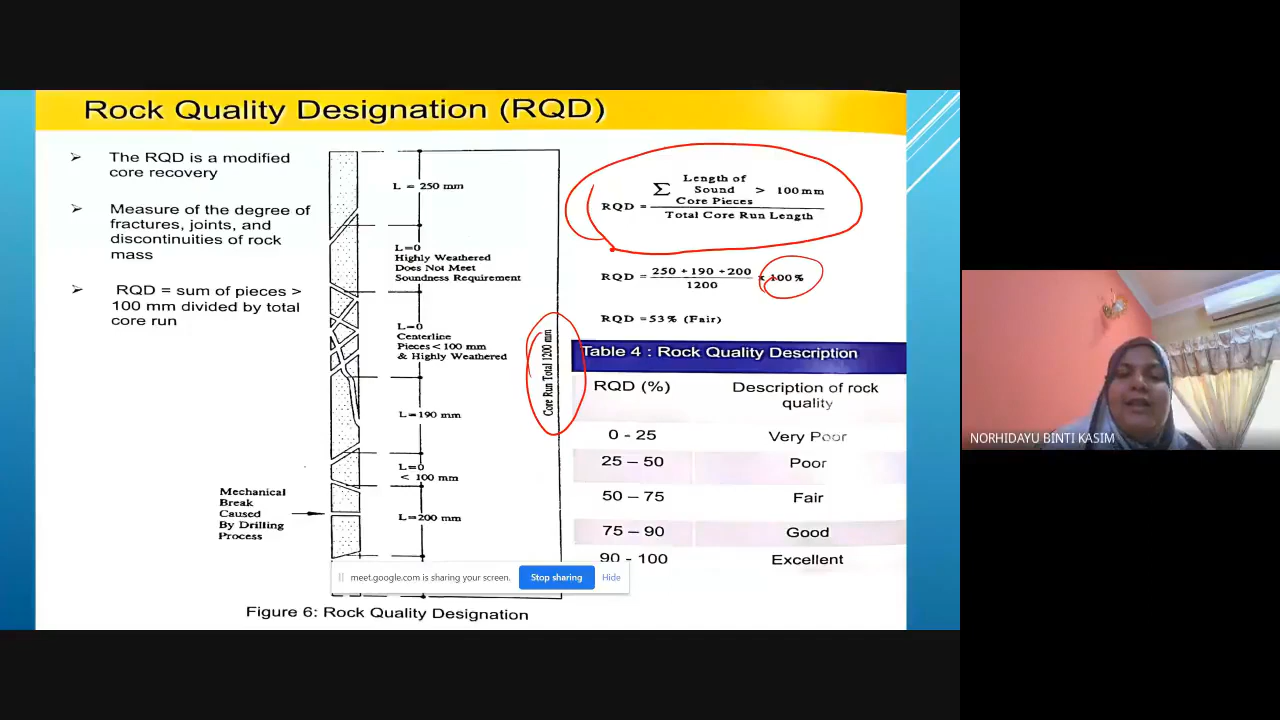 Rock Quality Designation (RQD)
➢ The RQD is a modified
core recovery
➢ Measure of the degree of
fractures, joints, and
discontinuities of rock
mass
➢ RQD = sum of pieces >
100 mm divided by total
core run
L = 250 mm
L=0
Highly Weathered
Does Not Meet
Soundness Requirement
L=0
Centerline
Pieces < 100 mm
& Highly Weathered
L=190 mm
L=0
< 100 mm
L=200 mm
Mechanical
Break
Caused
By Drilling
Process
Core Run Total 1200 mm
Figure 6: Rock Quality Designation
Length of
Σ Sound > 100 mm
Core Pieces
RQD =
Total Core Run Length
250 + 190 + 200
RQD = × 100%
1200
RQD = 53% (Fair)
Table 4 : Rock Quality Description
RQD (%) Description of rock
quality
0 - 25 Very Poor
25 – 50 Poor
50 – 75 Fair
75 – 90 Good
90 - 100 Excellent
meet.google.com is sharing your screen. Stop sharing Hide
NORHIDAYU BINTI KASIM